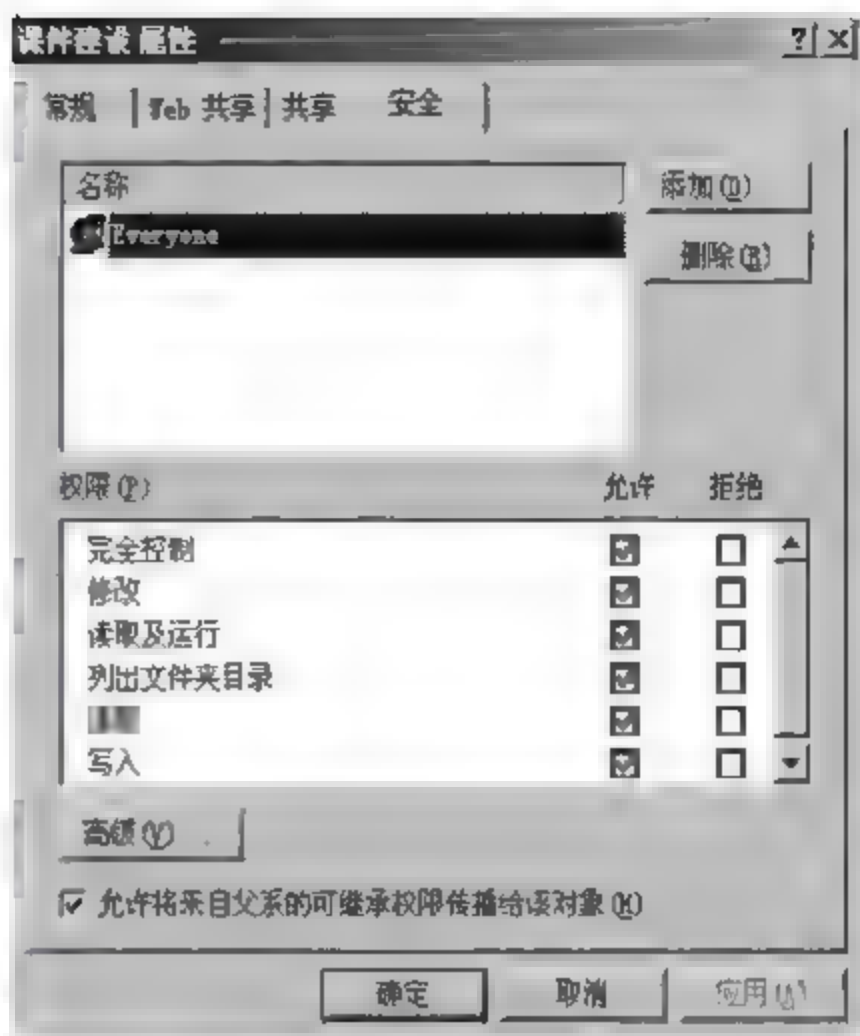 课件建设 属性
常规 Web 共享 共享 安全
名称
添加(D)
Everyone
删除(R)
权限(P) 允许 拒绝
完全控制
修改
读取及运行
列出文件夹目录
写入
高级(V)
允许将来自父系的可继承权限传播给该对象(H)
确定 取消 应用(A)